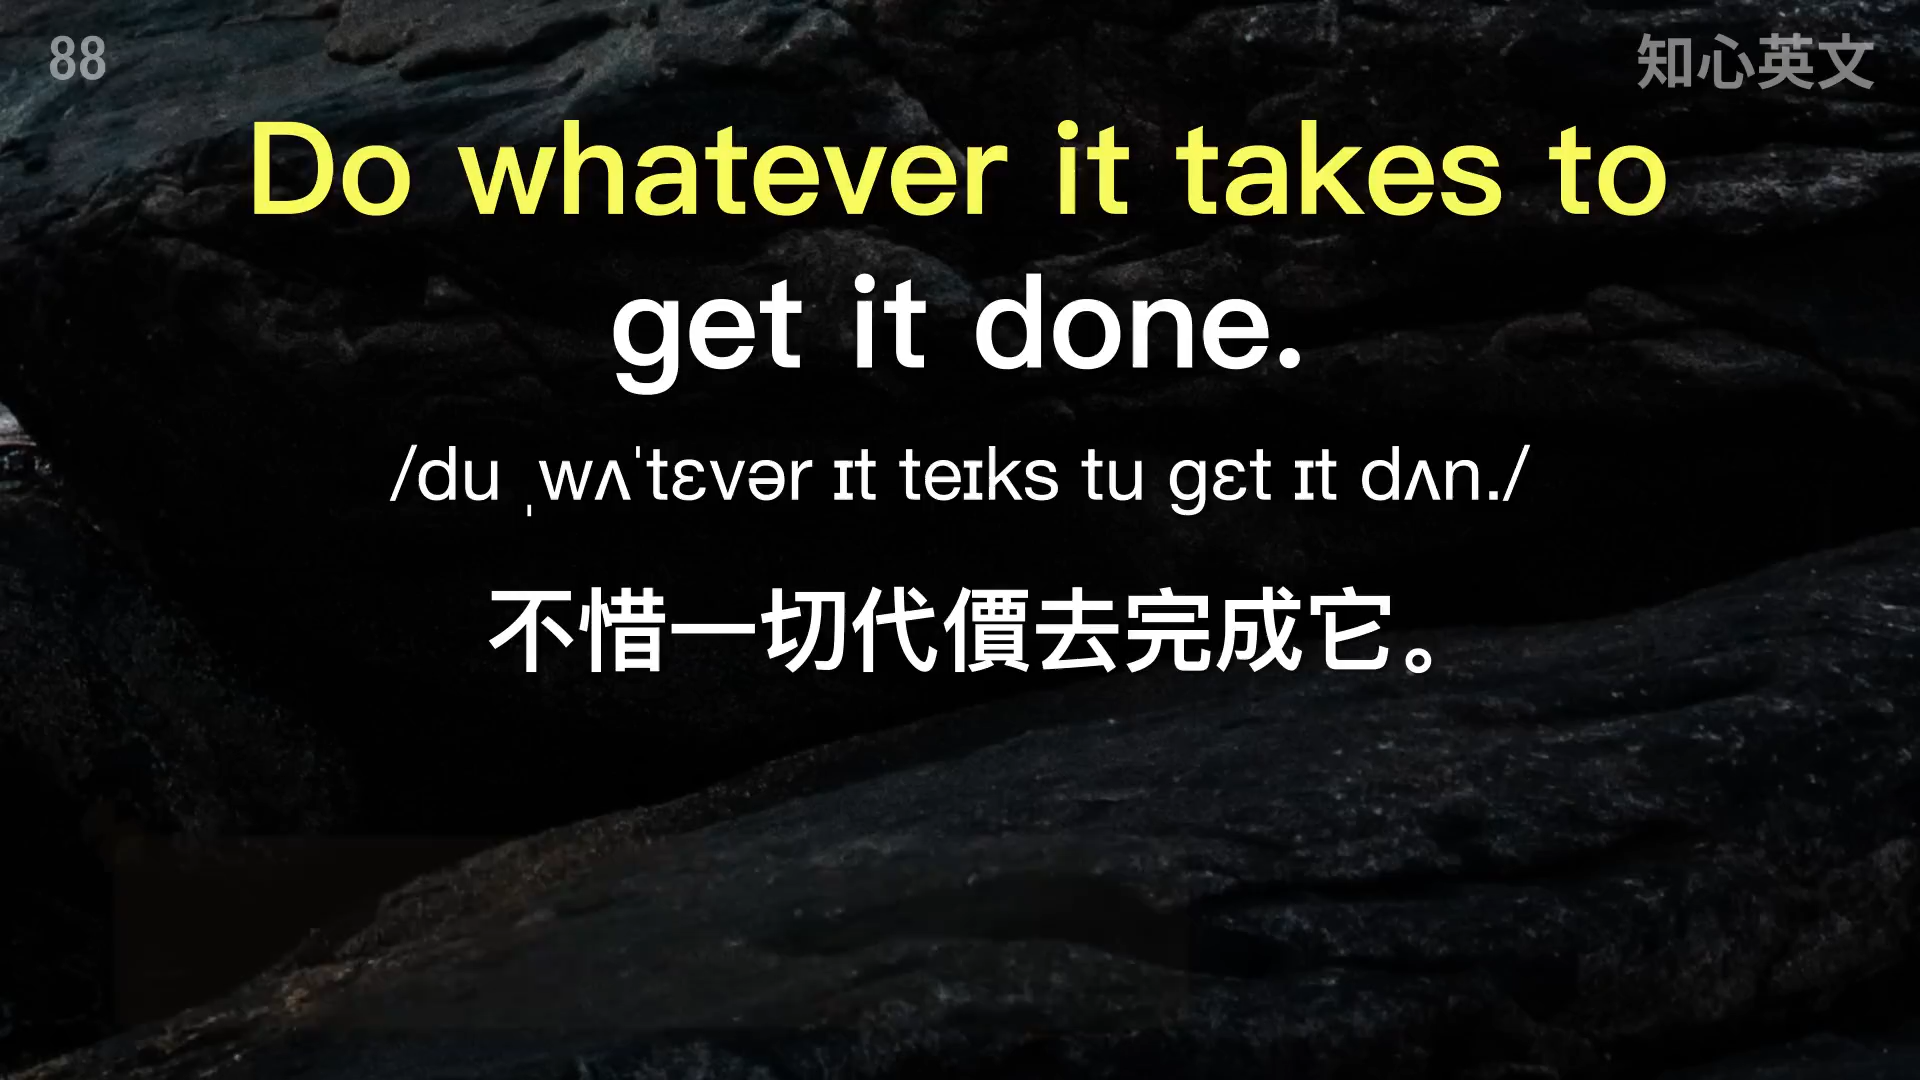 88
知心英文
Do whatever it takes to
get it done.
/du ˌwʌˈtɛvər ɪt teɪks tu gɛt ɪt dʌn./
不惜一切代價去完成它。